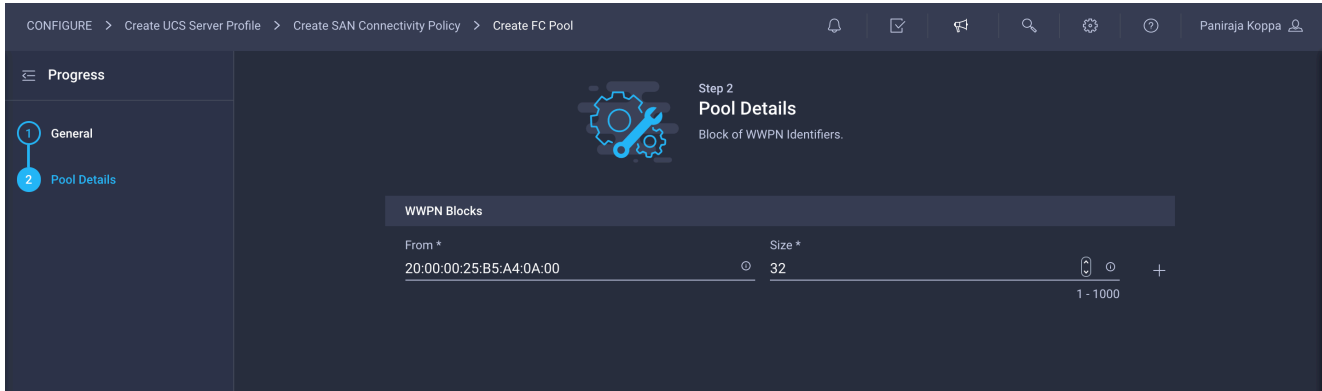 CONFIGURE > Create UCS Server Profile > Create SAN Connectivity Policy > Create FC Pool
Paniraja Koppa
Progress
1 General
2 Pool Details
Step 2
Pool Details
Block of WWPN Identifiers.
WWPN Blocks
From * Size *
20:00:00:25:B5:A4:0A:00 32
1 - 1000